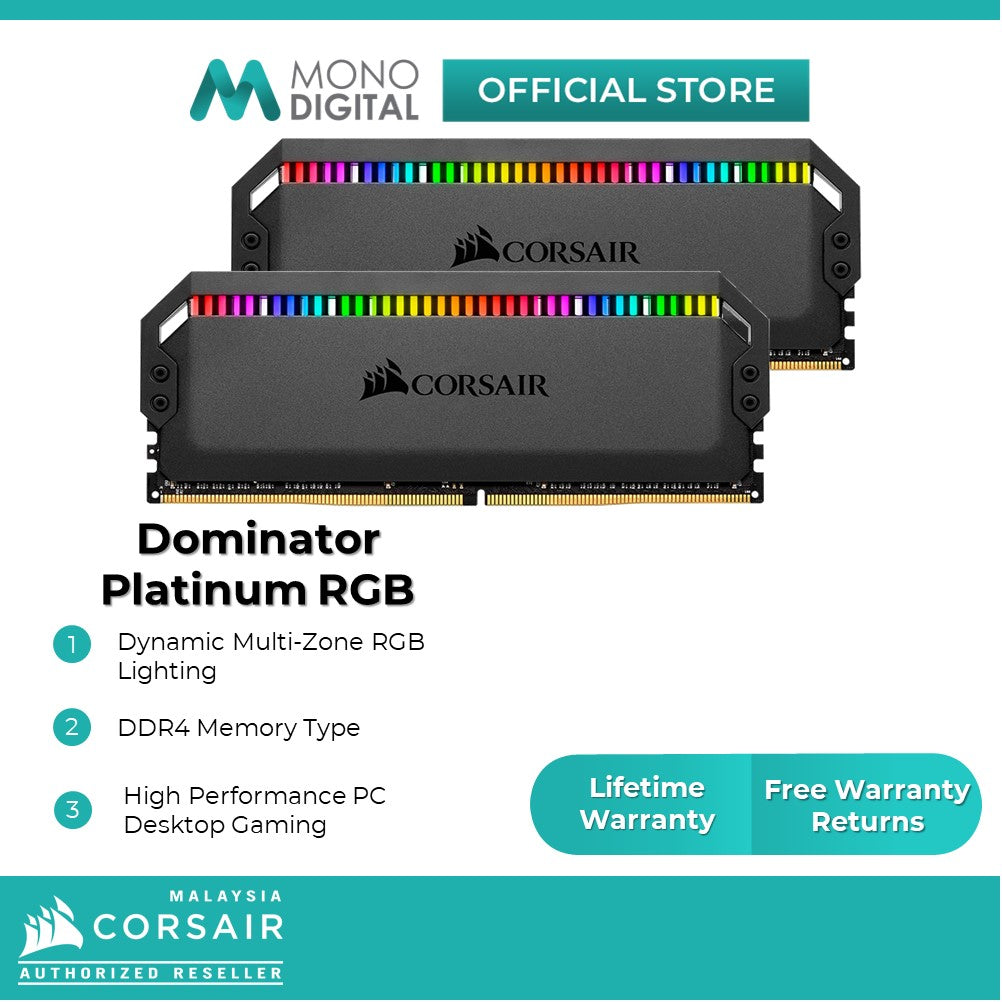 MONO
DIGITAL
OFFICIAL STORE
CORSAIR
CORSAIR
Dominator
Platinum RGB
1
Dynamic Multi-Zone RGB
Lighting
2
DDR4 Memory Type
3
High Performance PC
Desktop Gaming
Lifetime
Warranty
Free Warranty
Returns
MALAYSIA
CORSAIR
AUTHORIZED RESELLER